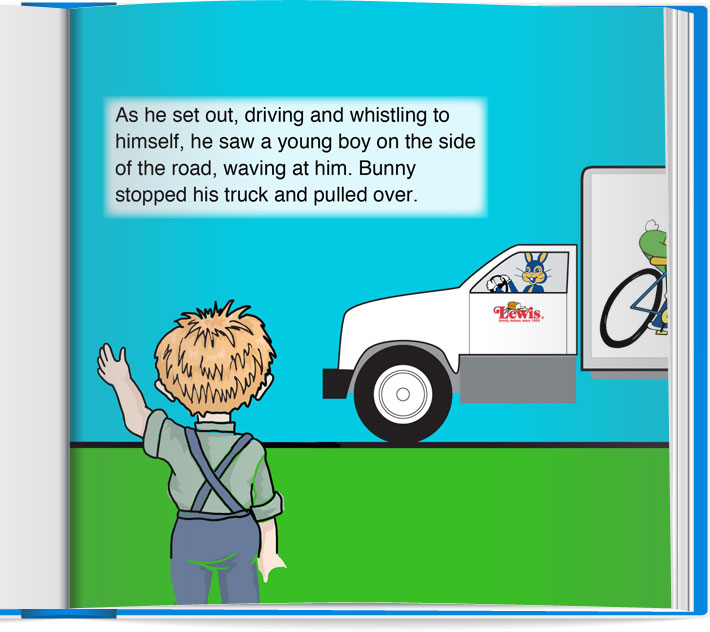 As he set out, driving and whistling to
himself, he saw a young boy on the side
of the road, waving at him. Bunny
stopped his truck and pulled over.
Lewis